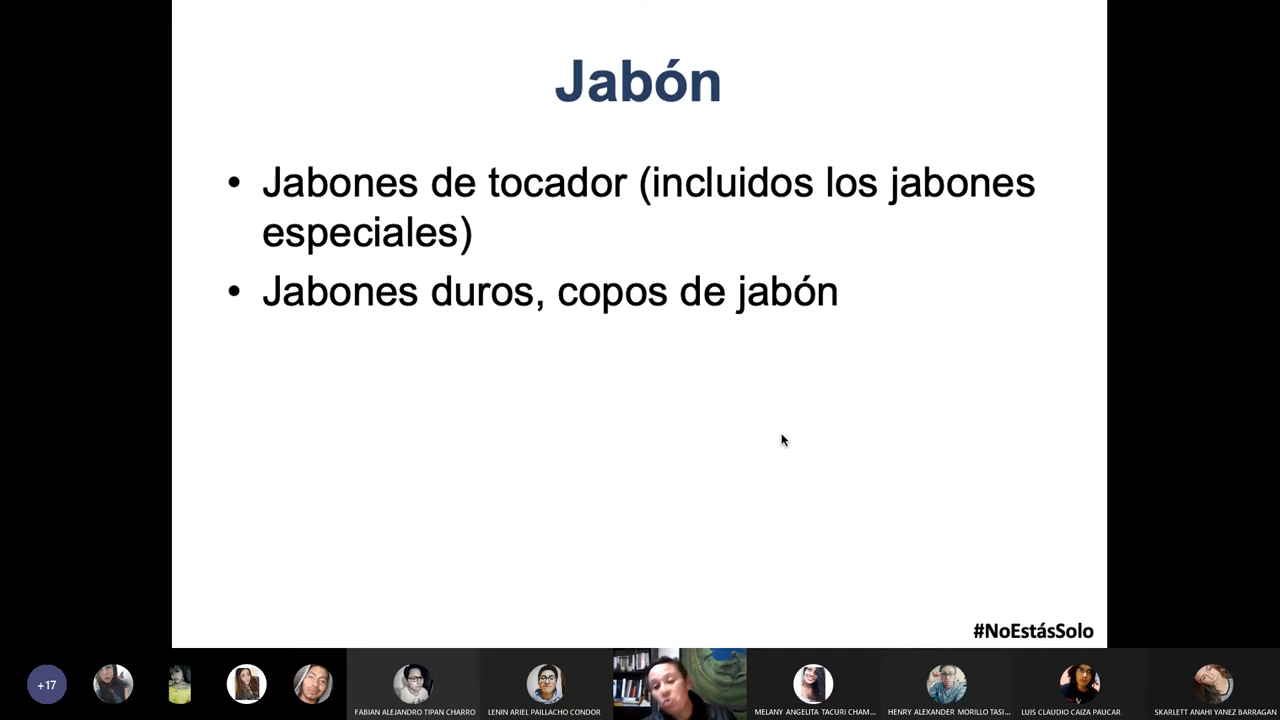 Jabón
• Jabones de tocador (incluidos los jabones
especiales)
• Jabones duros, copos de jabón
#NoEstásSolo
+17
FABIAN ALEJANDRO TIPAN CHARRO
LENIN ARIEL PAILLACHO CONDOR
MELANY ANGELITA TACURI CHAM...
HENRY ALEXANDER MORILLO TASI...
LUIS CLAUDIO CAIZA PAUCAR
SKARLETT ANAHI YANEZ BARRAGAN